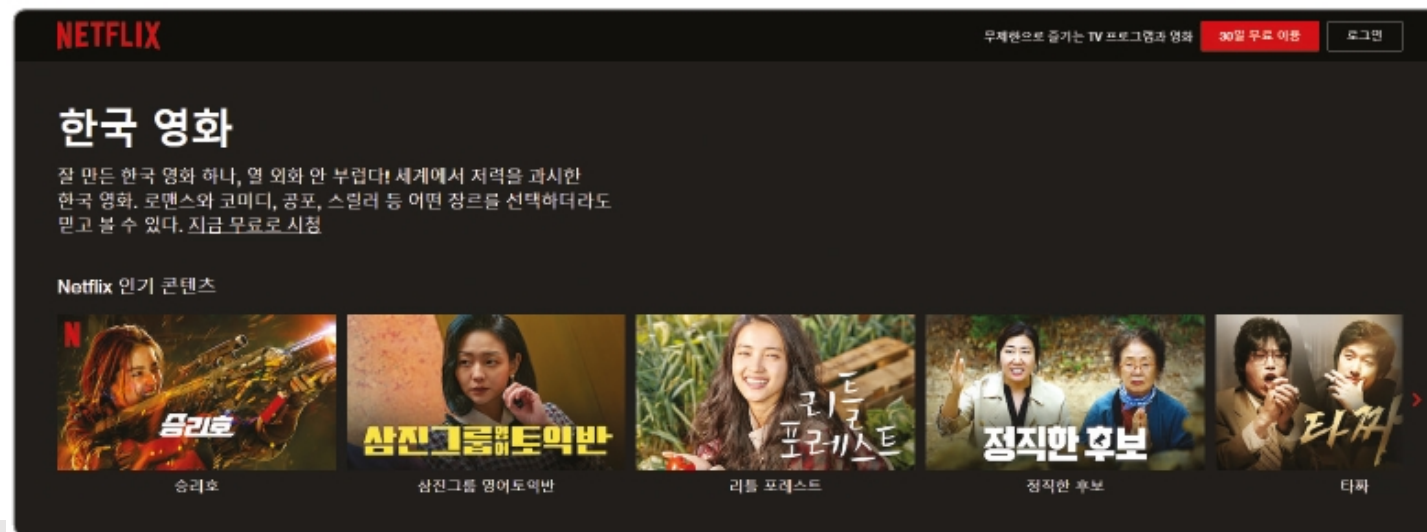 NETFLIX
무제한으로 즐기는 TV 프로그램과 영화
30일 무료 이용
로그인
한국 영화
잘 만든 한국 영화 하나, 열 외화 안 부럽다! 세계에서 저력을 과시한
한국 영화. 로맨스와 코미디, 공포, 스릴러 등 어떤 장르를 선택하더라도
믿고 볼 수 있다. 지금 무료로 시청
Netflix 인기 콘텐츠
N
승리호
삼진그룹 영어 토익반
리틀
포레스트
정직한 후보
타짜
승리호
삼진그룹 영어토익반
리틀 포레스트
정직한 후보
타짜